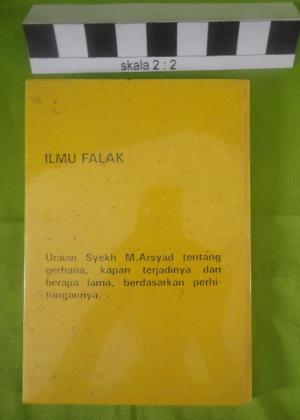 skala 2 : 2
ILMU FALAK
Uraian Syekh M.Arsyad tentang
gerhana, kapan terjadinya dan
berapa lama, berdasarkan perhi-
tungannya.